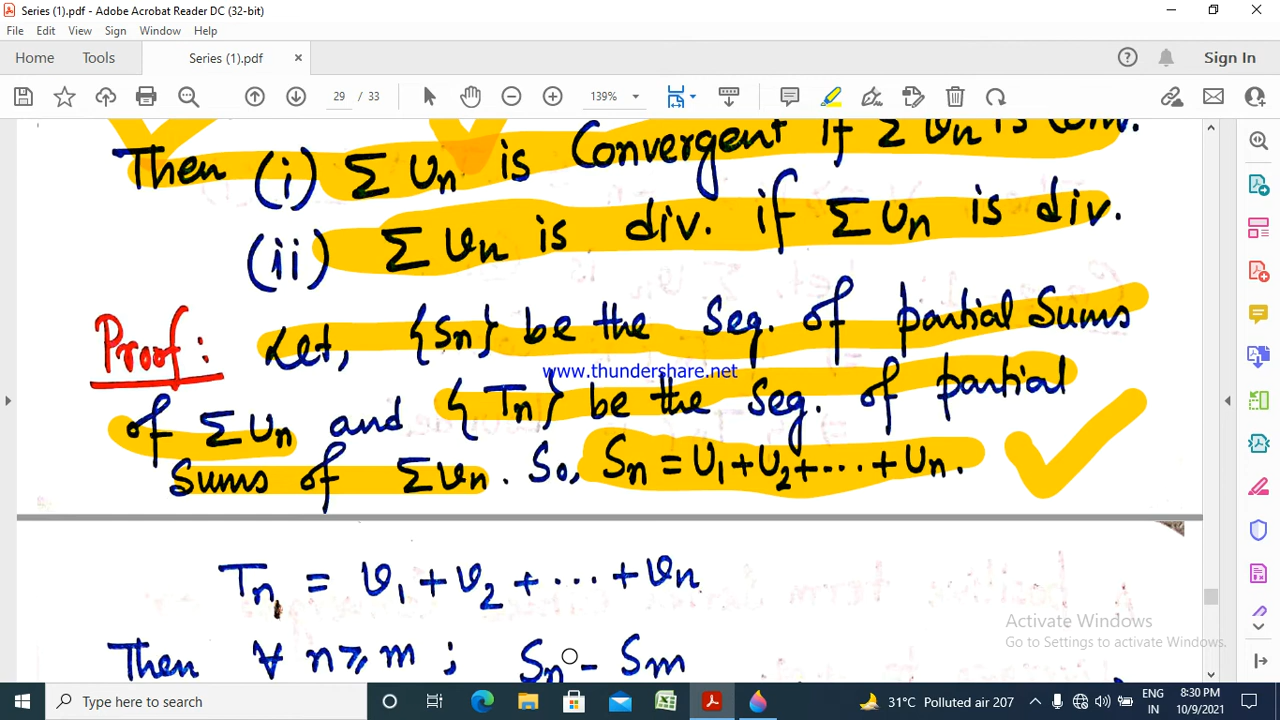 Series (1).pdf - Adobe Acrobat Reader DC (32-bit)
File Edit View Sign Window Help
Home Tools Series (1).pdf × Sign In
29 / 33 139%
Then (i) Σ Un is Convergent if Σ vn is Conv.
(ii) Σ vn is div. if Σ Un is div.
Proof: Let, {Sn} be the Seq. of partial Sums
www.thundershare.net
of Σ Un and {Tn} be the Seq. of partial
Sums of Σ vn. So, Sn = U1+U2+...+Un.
Tn = v1+v2+...+vn
Then ∀ n ≥ m ; Sn - Sm
Activate Windows
Go to Settings to activate Windows.
Type here to search
31°C Polluted air 207
ENG
IN
8:30 PM
10/9/2021